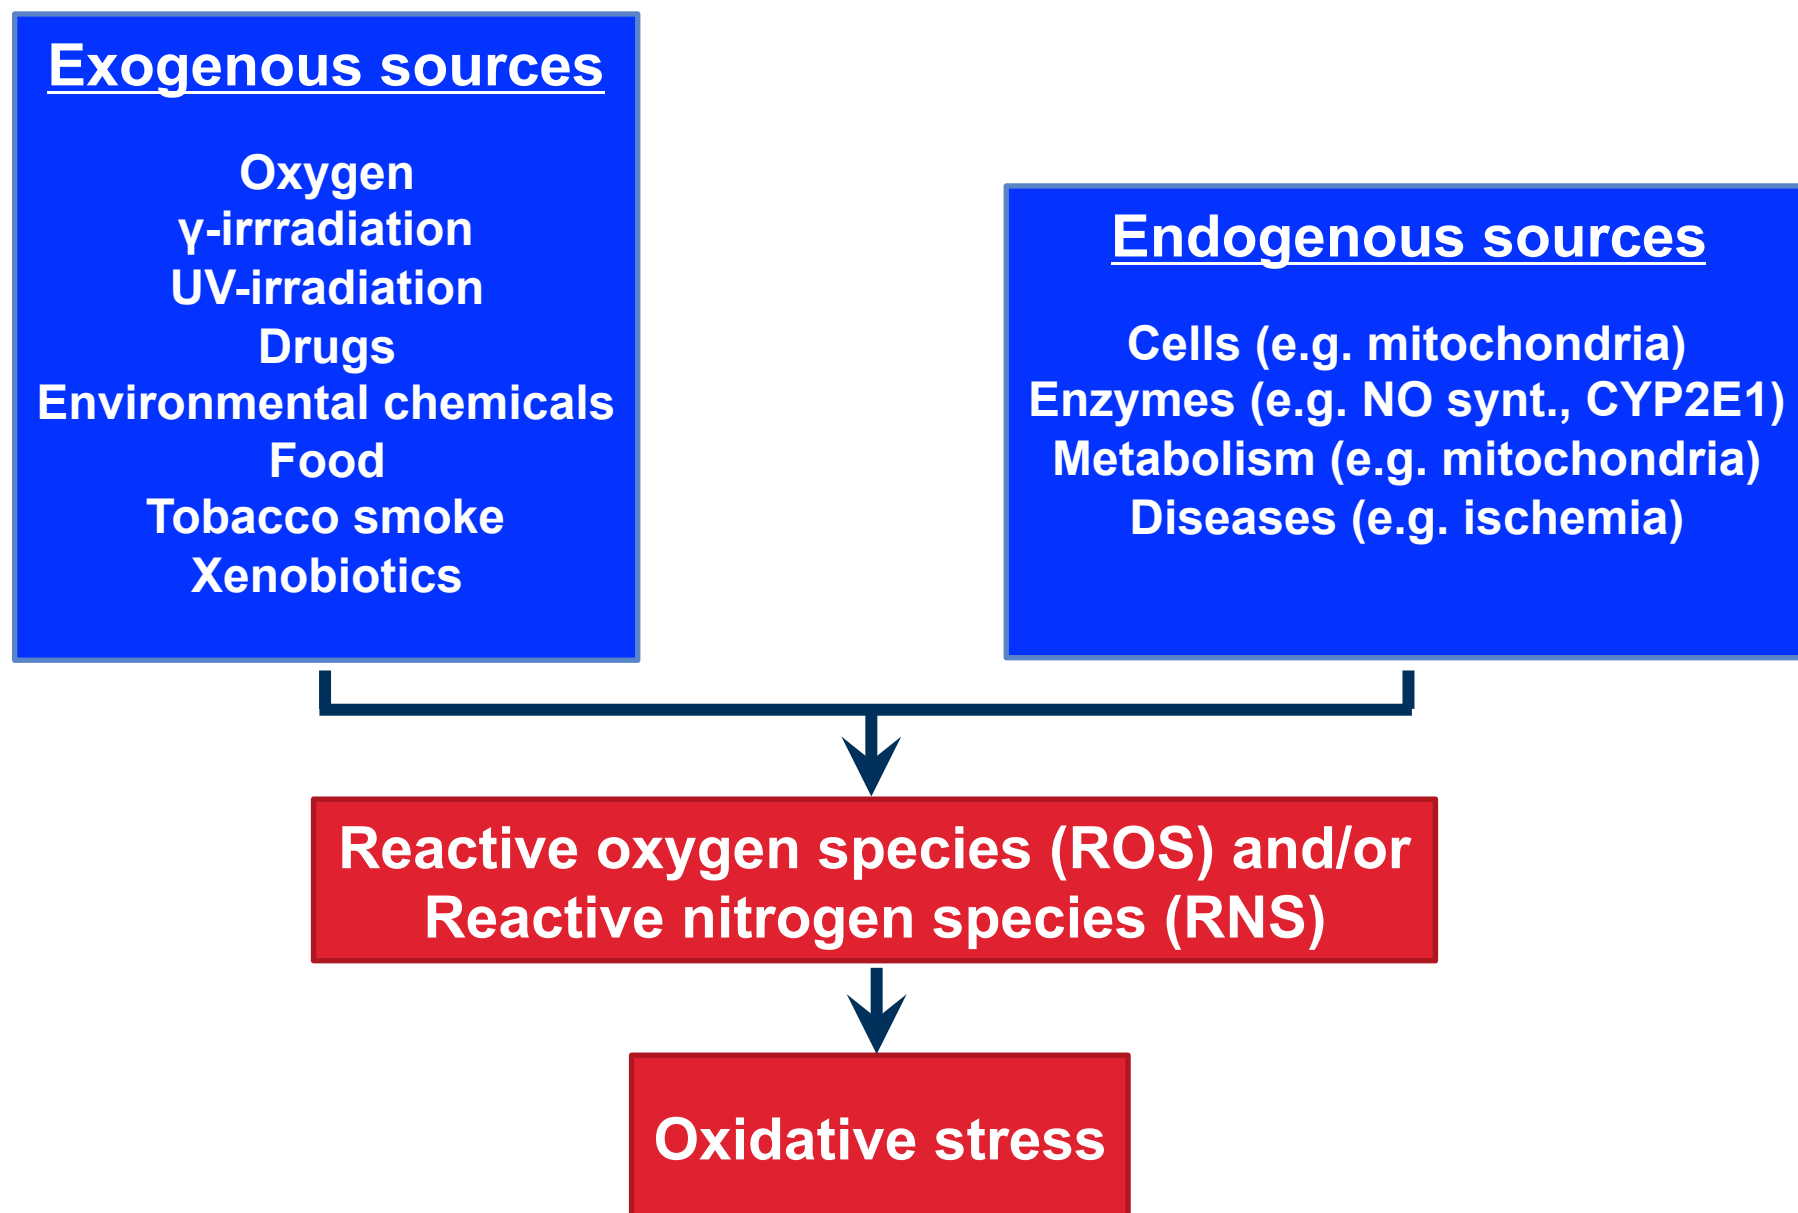 Exogenous sources
Oxygen
γ-irrradiation
UV-irradiation
Drugs
Environmental chemicals
Food
Tobacco smoke
Xenobiotics
Endogenous sources
Cells (e.g. mitochondria)
Enzymes (e.g. NO synt., CYP2E1)
Metabolism (e.g. mitochondria)
Diseases (e.g. ischemia)
Reactive oxygen species (ROS) and/or
Reactive nitrogen species (RNS)
Oxidative stress